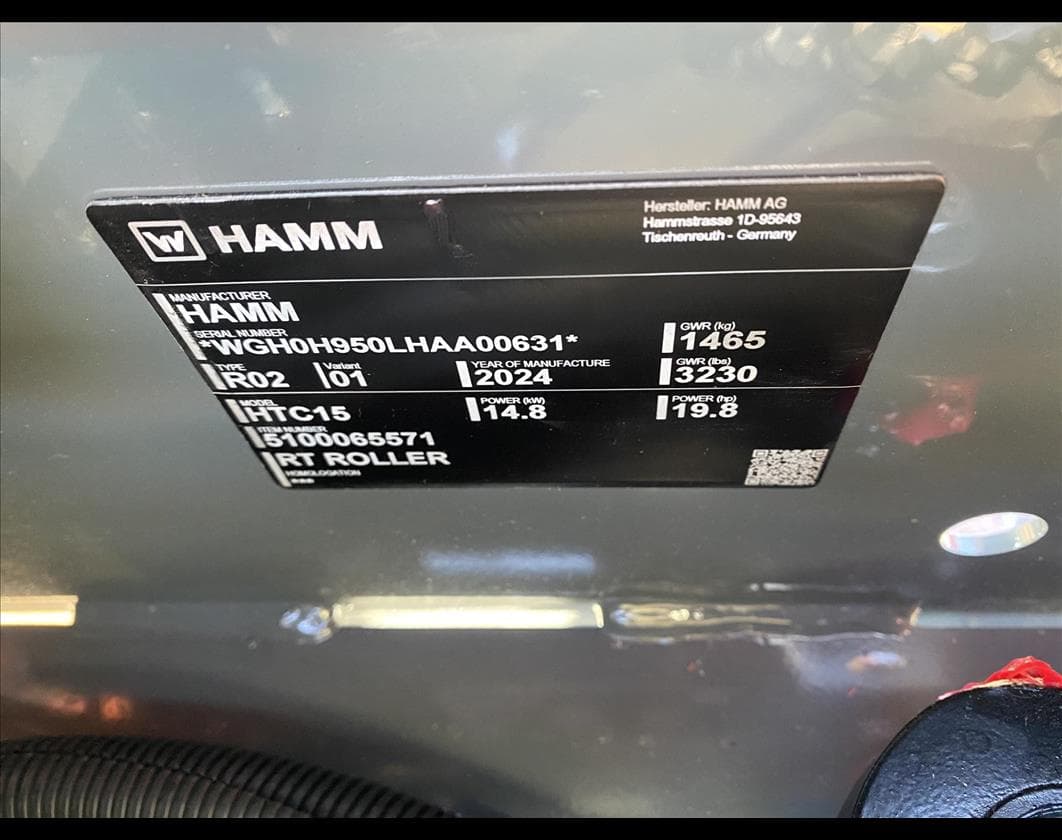 W HAMM
Hersteller: HAMM AG
Hammstrasse 1D-95643
Tischenreuth - Germany
MANUFACTURER
HAMM
SERIAL NUMBER
*WGH0H950LHAA00631*
GWR (kg)
1465
TYPE Variant YEAR OF MANUFACTURE GWR (lbs)
R02 01 2024 3230
MODEL POWER (kW) POWER (hp)
HTC15 14.8 19.8
ITEM NUMBER
5100065571
RT ROLLER
HOMOLOGATION